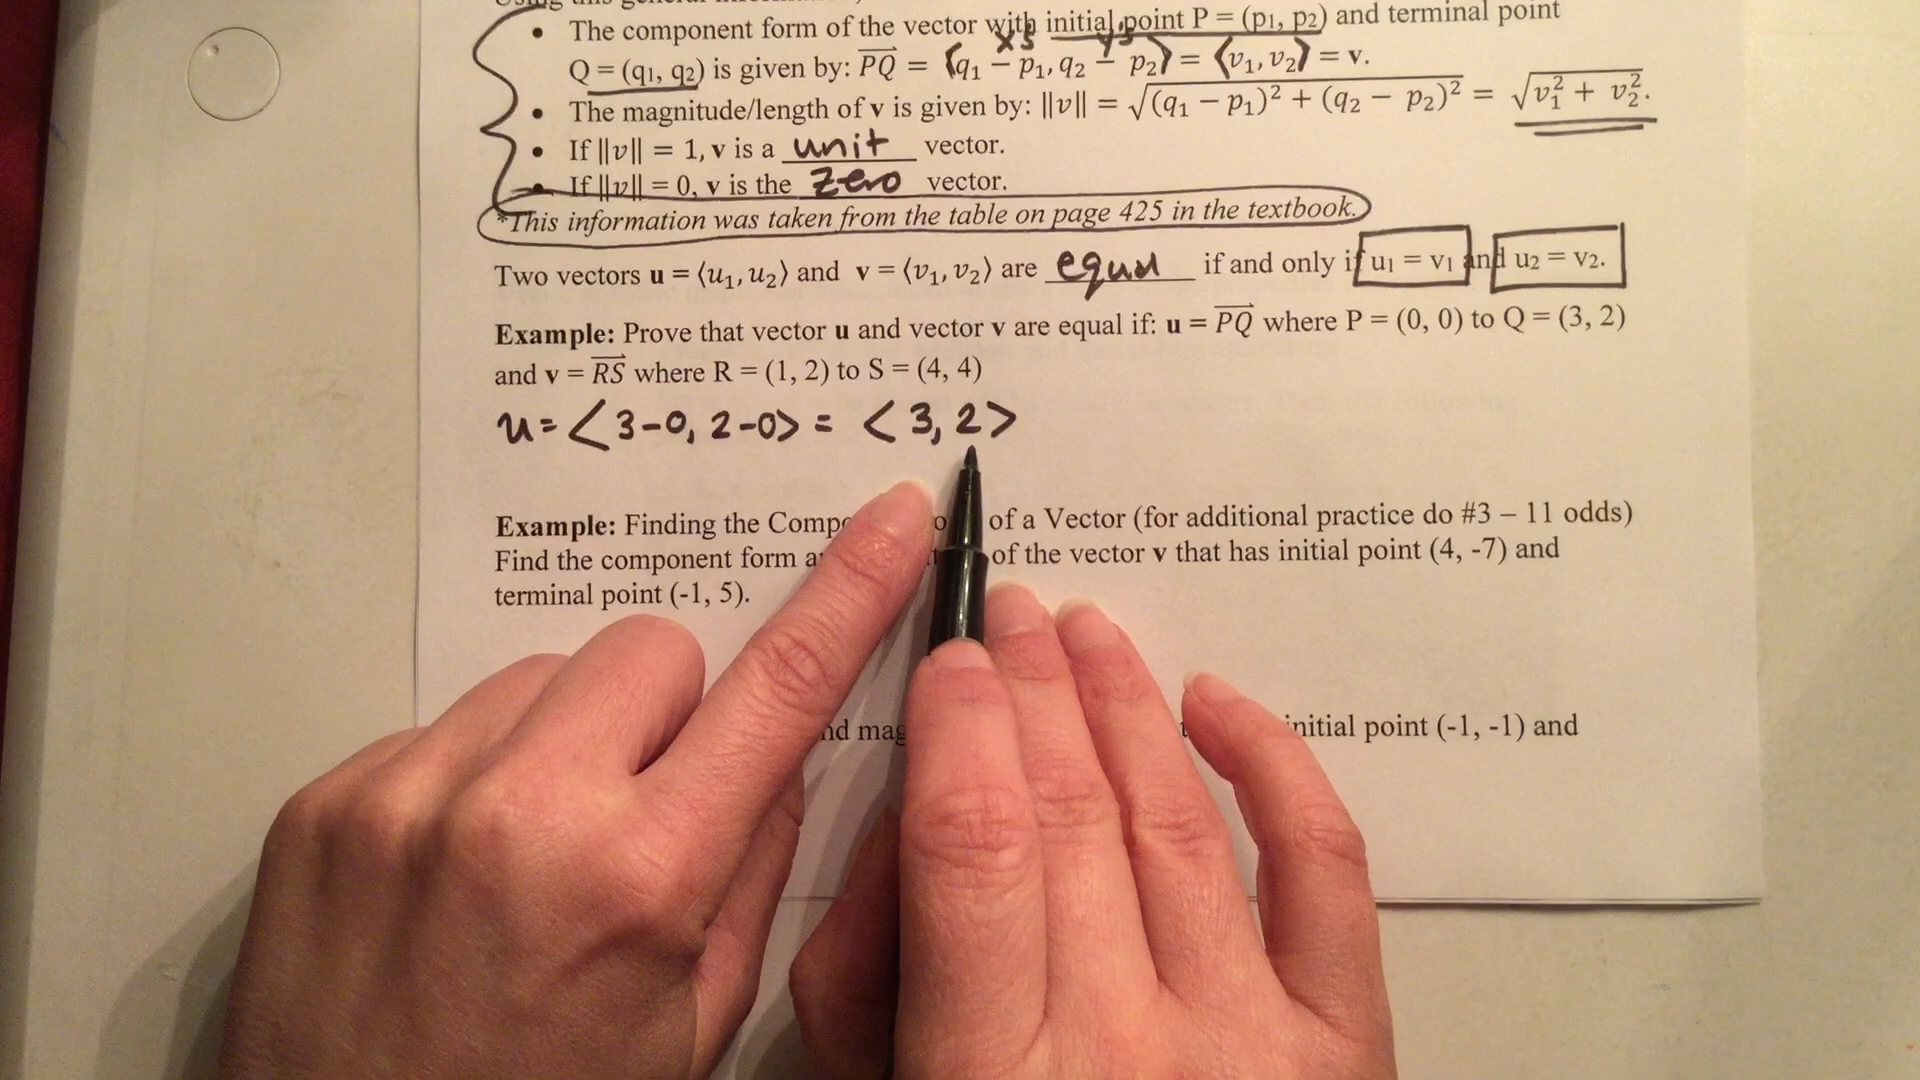 • The component form of the vector with initial point P = (p1, p2) and terminal point
x's y's
Q = (q1, q2) is given by: PQ = ⟨q1 − p1, q2 − p2⟩ = ⟨v1, v2⟩ = v.
• The magnitude/length of v is given by: ||v|| = √(q1 − p1)² + (q2 − p2)² = √v1² + v2².
• If ||v|| = 1, v is a unit vector.
• If ||v|| = 0, v is the zero vector.
*This information was taken from the table on page 425 in the textbook.
Two vectors u = ⟨u1, u2⟩ and v = ⟨v1, v2⟩ are equal if and only if u1 = v1 and u2 = v2.
Example: Prove that vector u and vector v are equal if: u = PQ where P = (0, 0) to Q = (3, 2)
and v = RS where R = (1, 2) to S = (4, 4)
u = <3-0, 2-0> = <3, 2>
Example: Finding the of a Vector (for additional practice do #3 – 11 odds)
Find the component form of the vector v that has initial point (4, -7) and
terminal point (-1, 5).
initial point (-1, -1) and